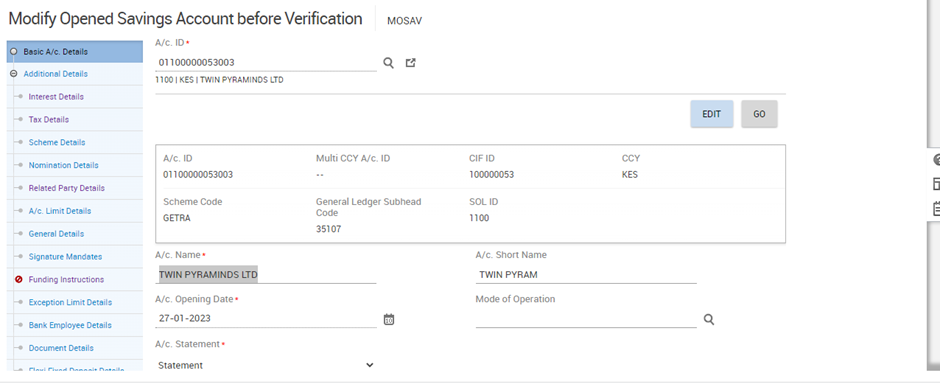 Modify Opened Savings Account before Verification MOSAV
Basic A/c. Details
Additional Details
Interest Details
Tax Details
Scheme Details
Nomination Details
Related Party Details
A/c. Limit Details
General Details
Signature Mandates
Funding Instructions
Exception Limit Details
Bank Employee Details
Document Details
Flexi Fixed Deposit Details
A/c. ID*
01100000053003
1100 | KES | TWIN PYRAMINDS LTD
EDIT GO
A/c. ID Multi CCY A/c. ID CIF ID CCY
01100000053003 -- 100000053 KES
Scheme Code General Ledger Subhead Code SOL ID
GETRA 35107 1100
A/c. Name* A/c. Short Name
TWIN PYRAMINDS LTD TWIN PYRAM
A/c. Opening Date* Mode of Operation
27-01-2023
A/c. Statement*
Statement